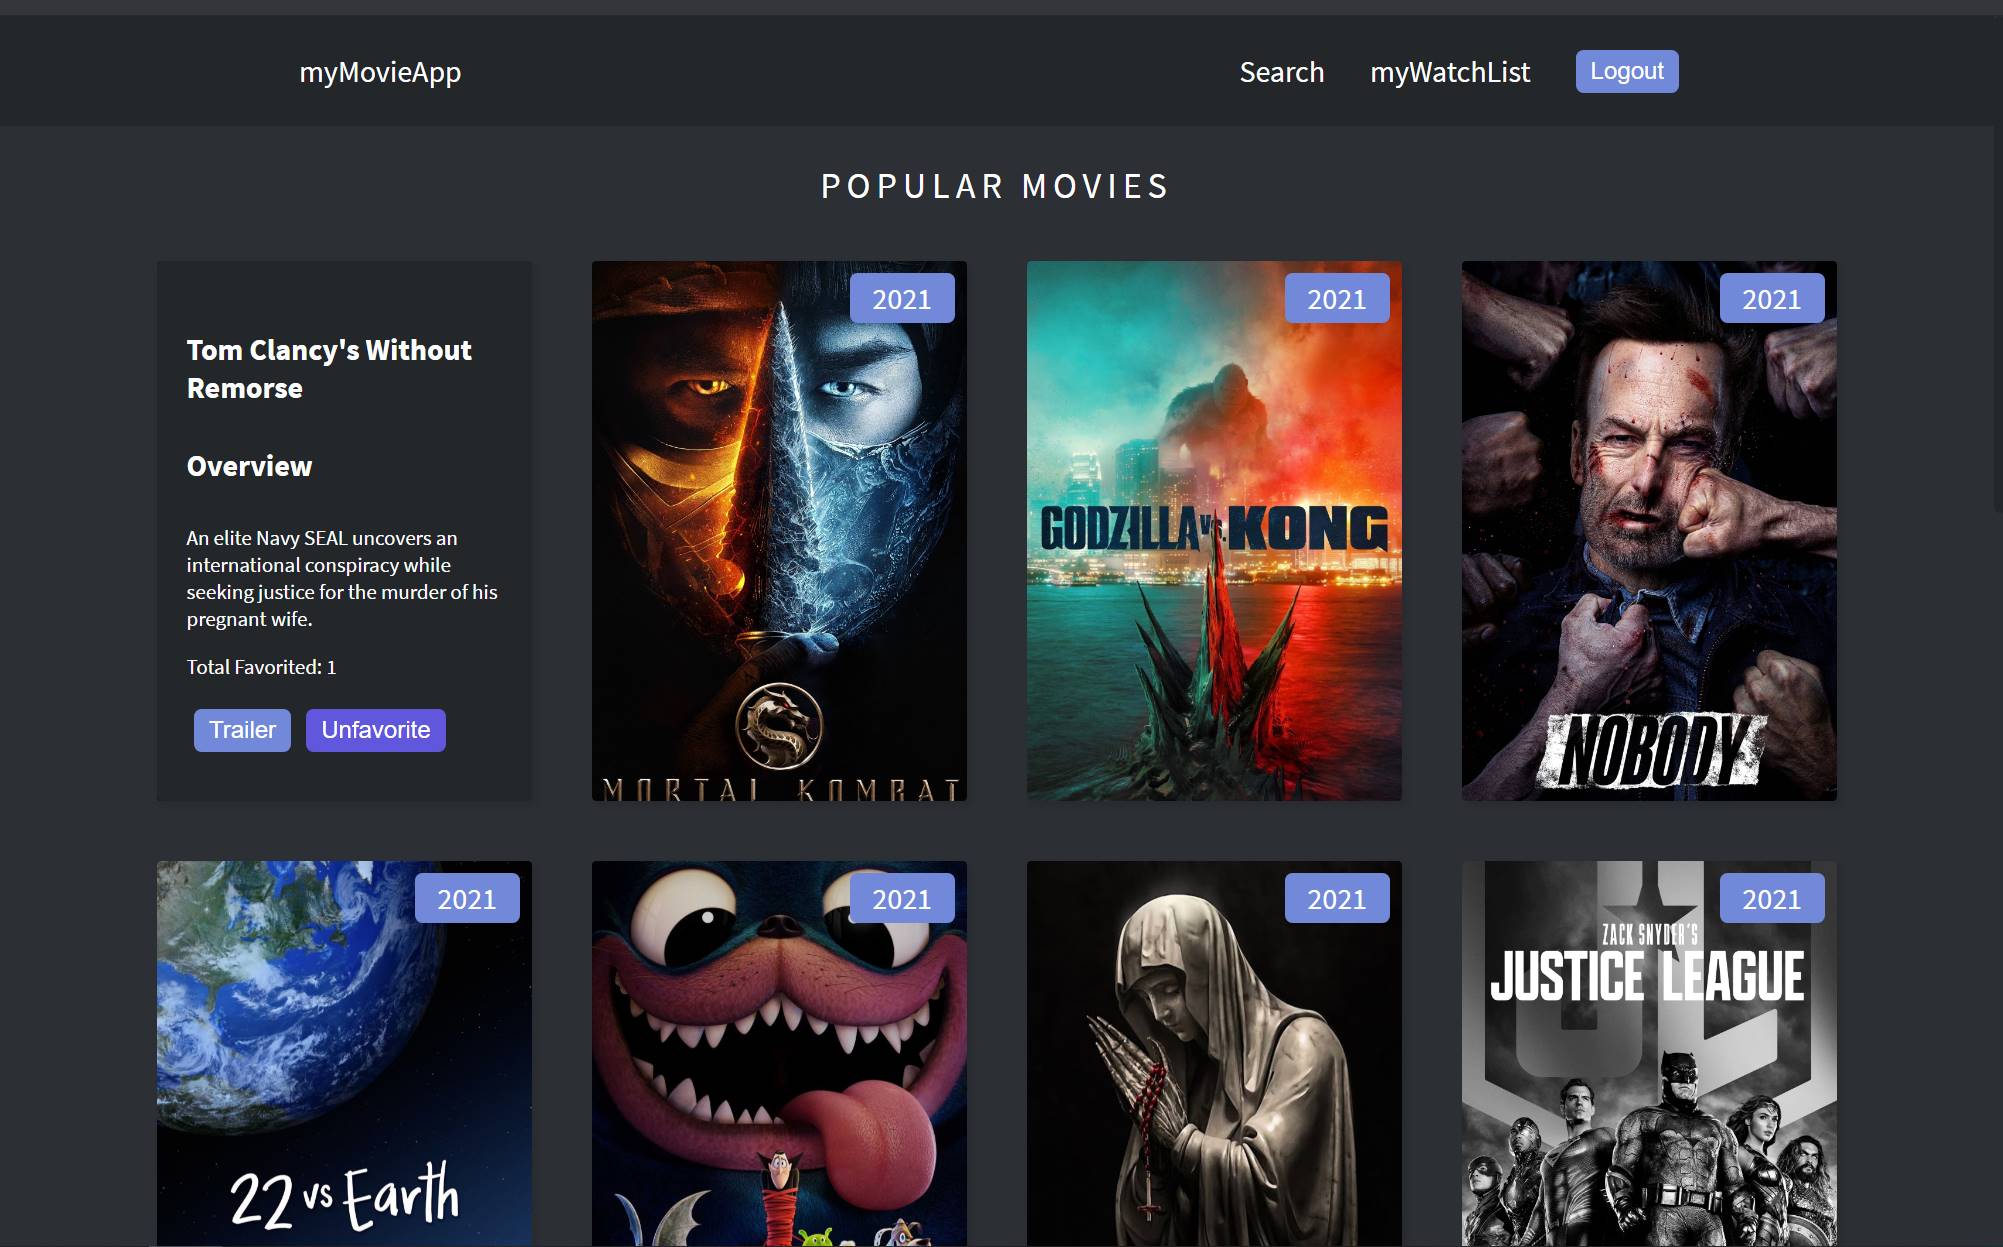 myMovieApp
Search
myWatchList
Logout
POPULAR MOVIES
Tom Clancy's Without
Remorse
Overview
An elite Navy SEAL uncovers an
international conspiracy while
seeking justice for the murder of his
pregnant wife.
Total Favorited: 1
Trailer
Unfavorite
2021
MORTAL KOMBAT
2021
GODZILLA VS. KONG
2021
NOBODY
2021
22 vs Earth
2021
2021
2021
ZACK SNYDER'S
JUSTICE LEAGUE
JL